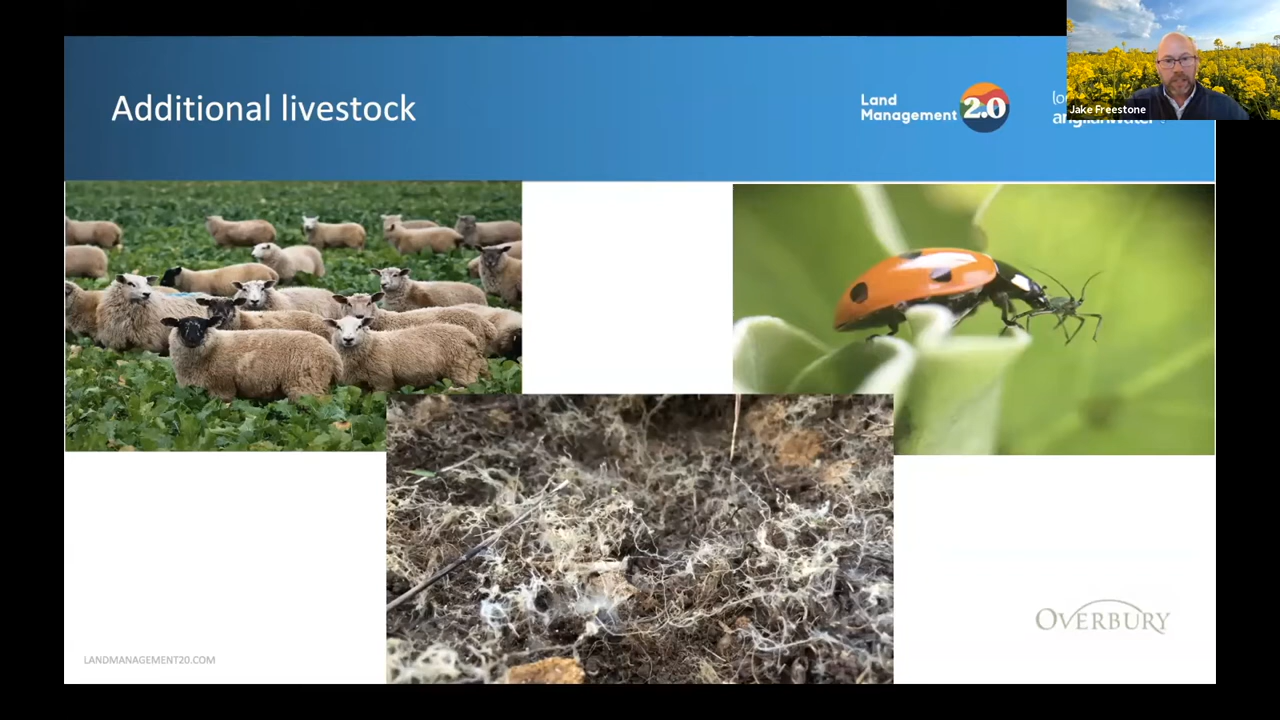 Additional livestock
Land
Management 2.0
Jake Freestone
OVERBURY
LANDMANAGEMENT20.COM